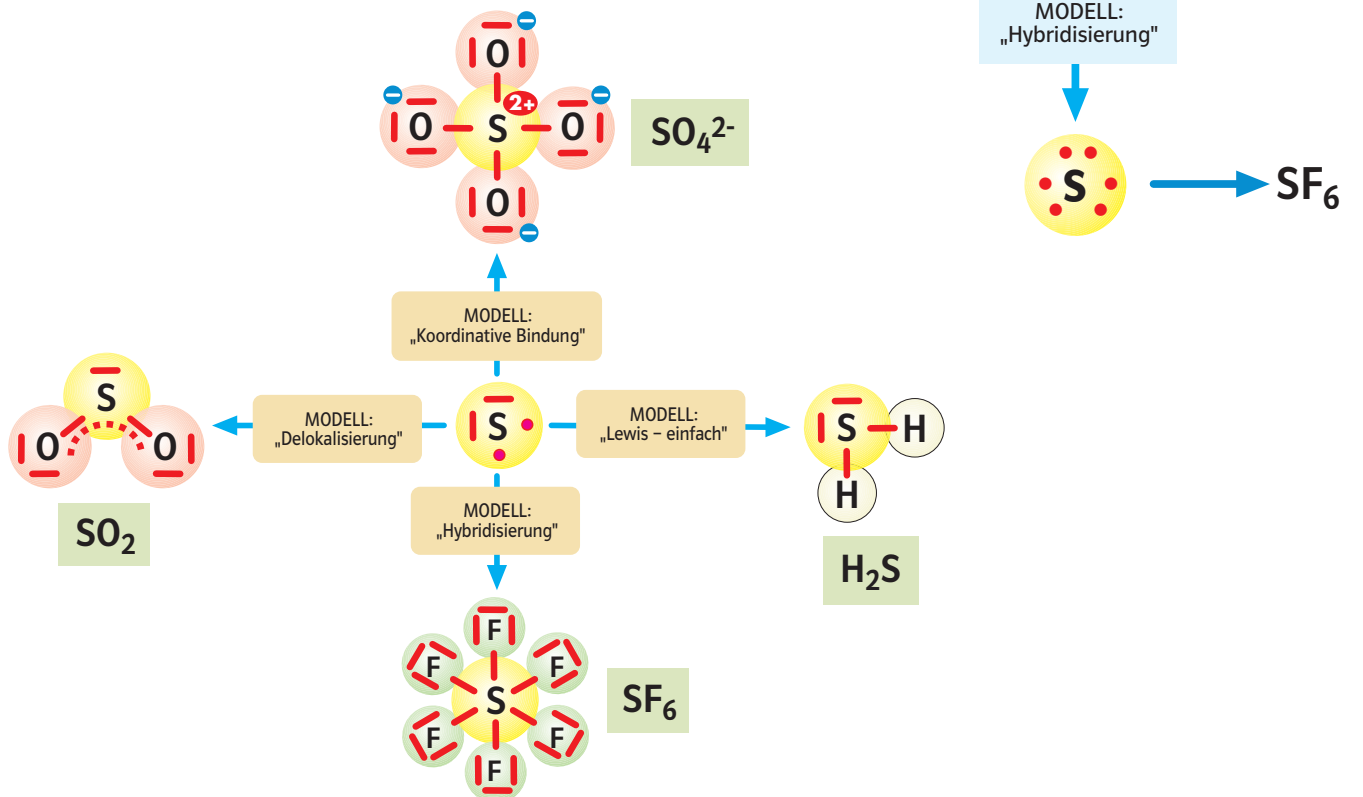 O
O
S
2+
O
O
SO₄²⁻
MODELL:
„Koordinative Bindung"
MODELL:
„Hybridisierung"
S
SF₆
S
O
O
SO₂
MODELL:
„Delokalisierung"
S
MODELL:
„Lewis – einfach"
S
H
H
H₂S
MODELL:
„Hybridisierung"
F
F
F
S
F
F
F
SF₆